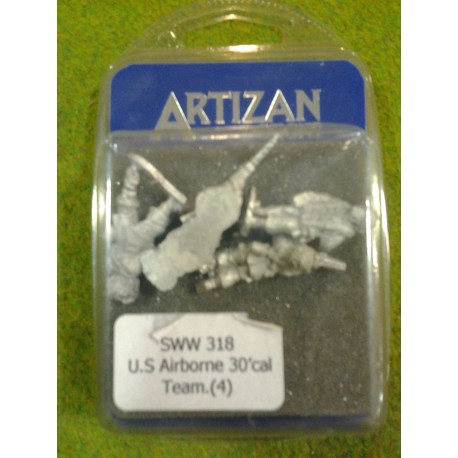 ARTIZAN
SWW 318
U.S Airborne 30'cal
Team.(4)